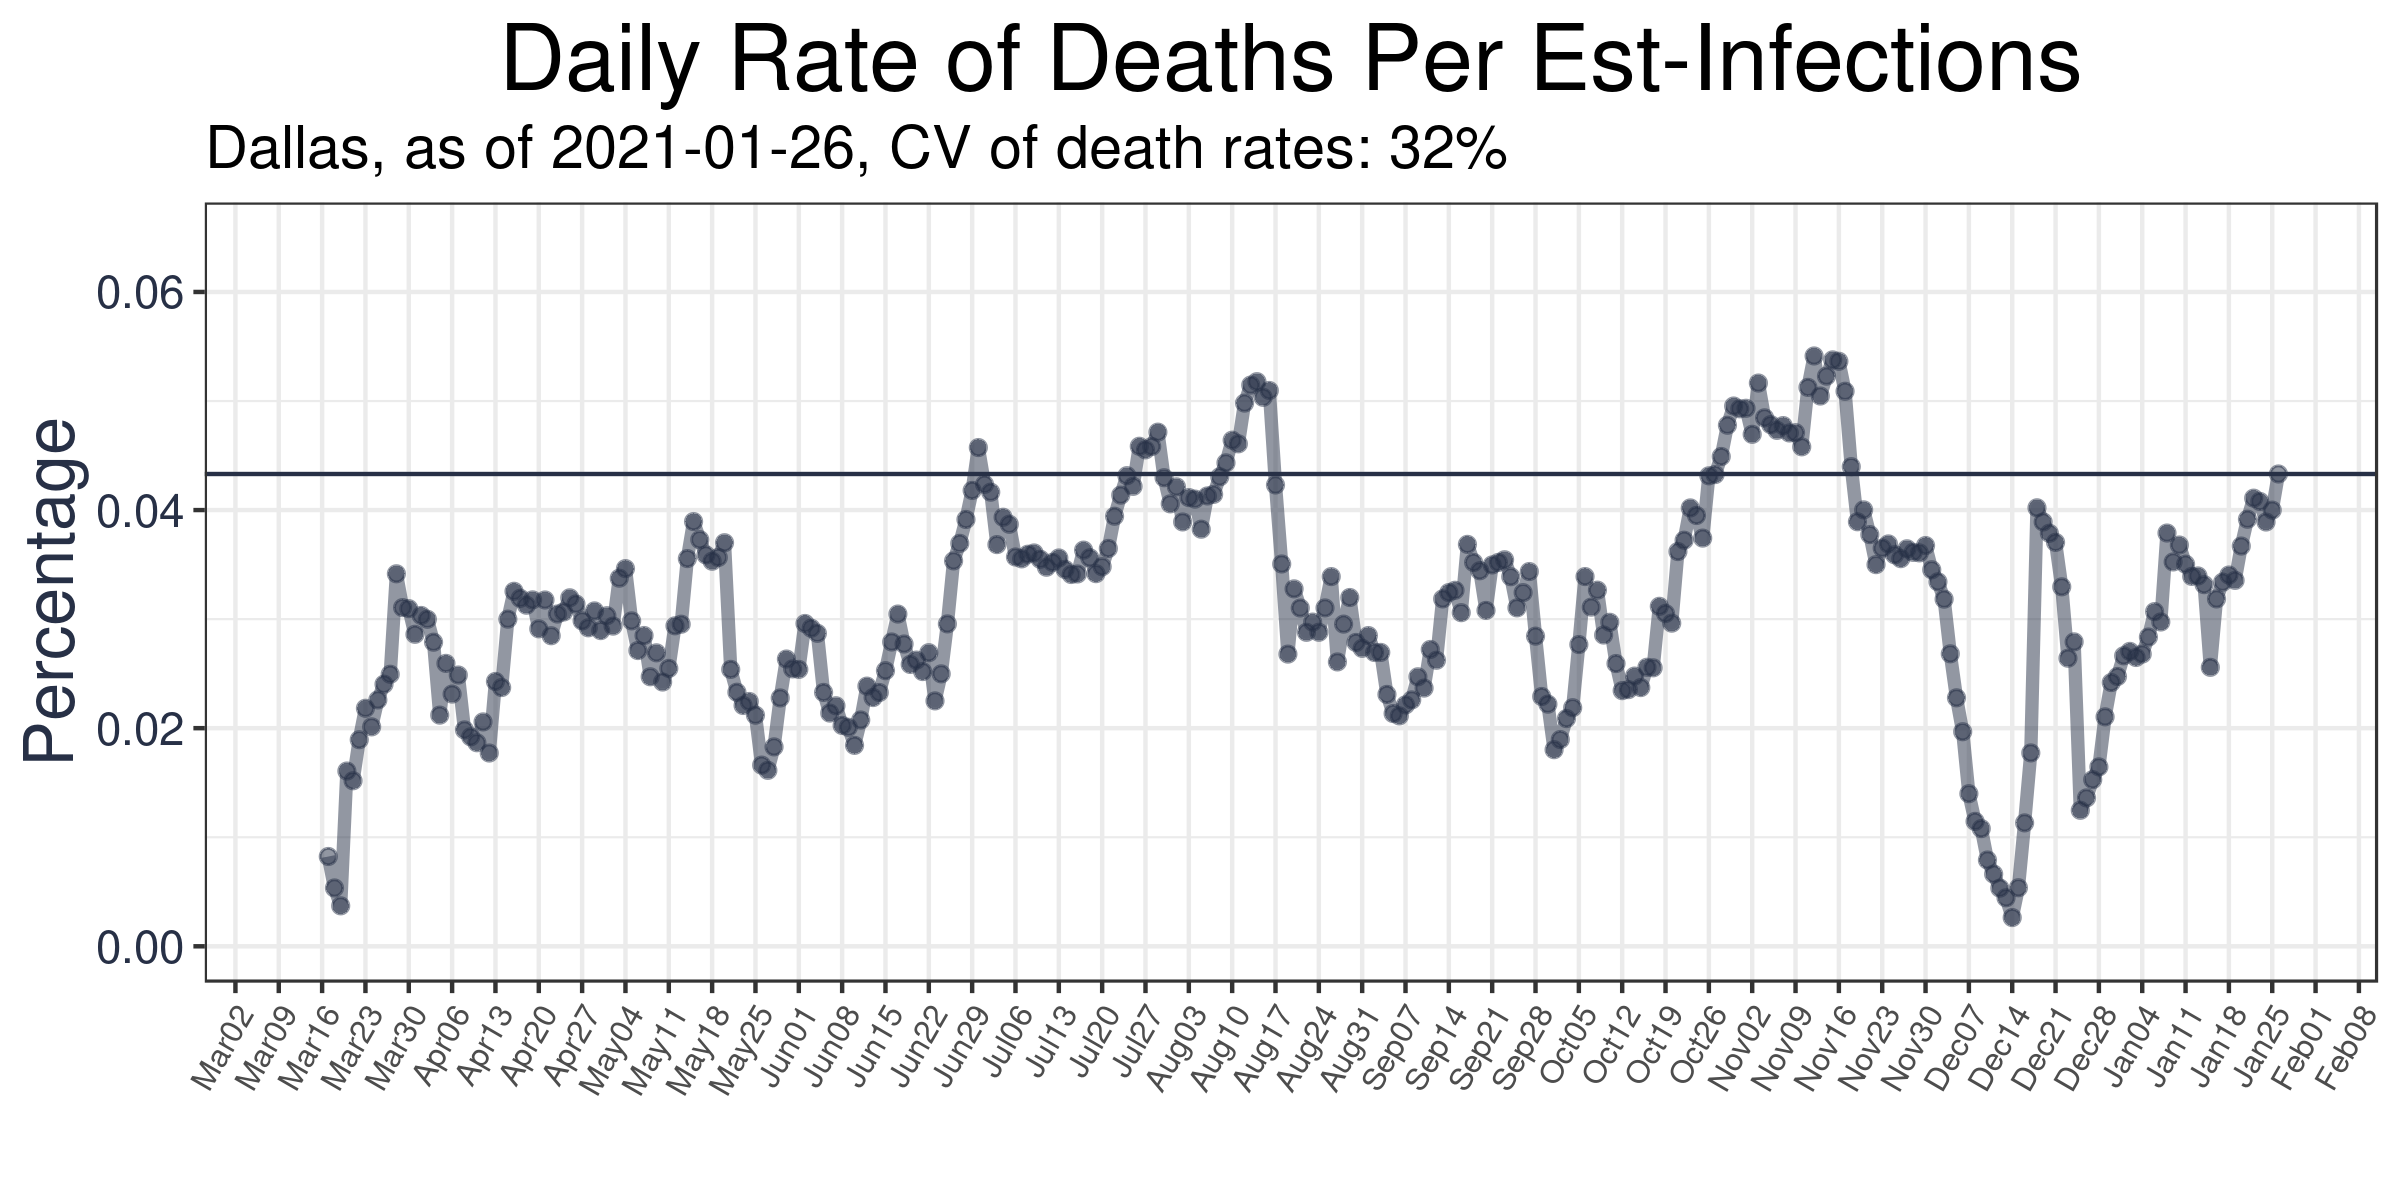 Daily Rate of Deaths Per Est-Infections
Dallas, as of 2021-01-26, CV of death rates: 32%
Percentage
0.06
0.04
0.02
0.00
Mar02
Mar09
Mar16
Mar23
Mar30
Apr06
Apr13
Apr20
Apr27
May04
May11
May18
May25
Jun01
Jun08
Jun15
Jun22
Jun29
Jul06
Jul13
Jul20
Jul27
Aug03
Aug10
Aug17
Aug24
Aug31
Sep07
Sep14
Sep21
Sep28
Oct05
Oct12
Oct19
Oct26
Nov02
Nov09
Nov16
Nov23
Nov30
Dec07
Dec14
Dec21
Dec28
Jan04
Jan11
Jan18
Jan25
Feb01
Feb08